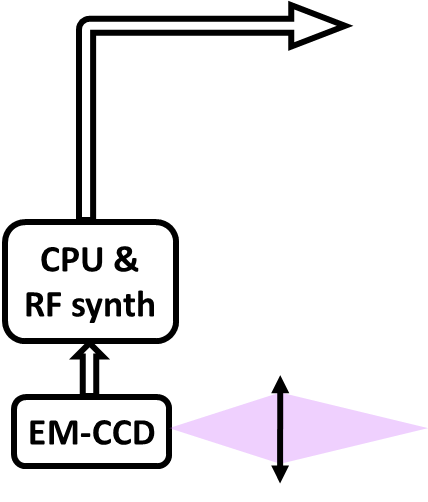 CPU &
RF synth
EM-CCD